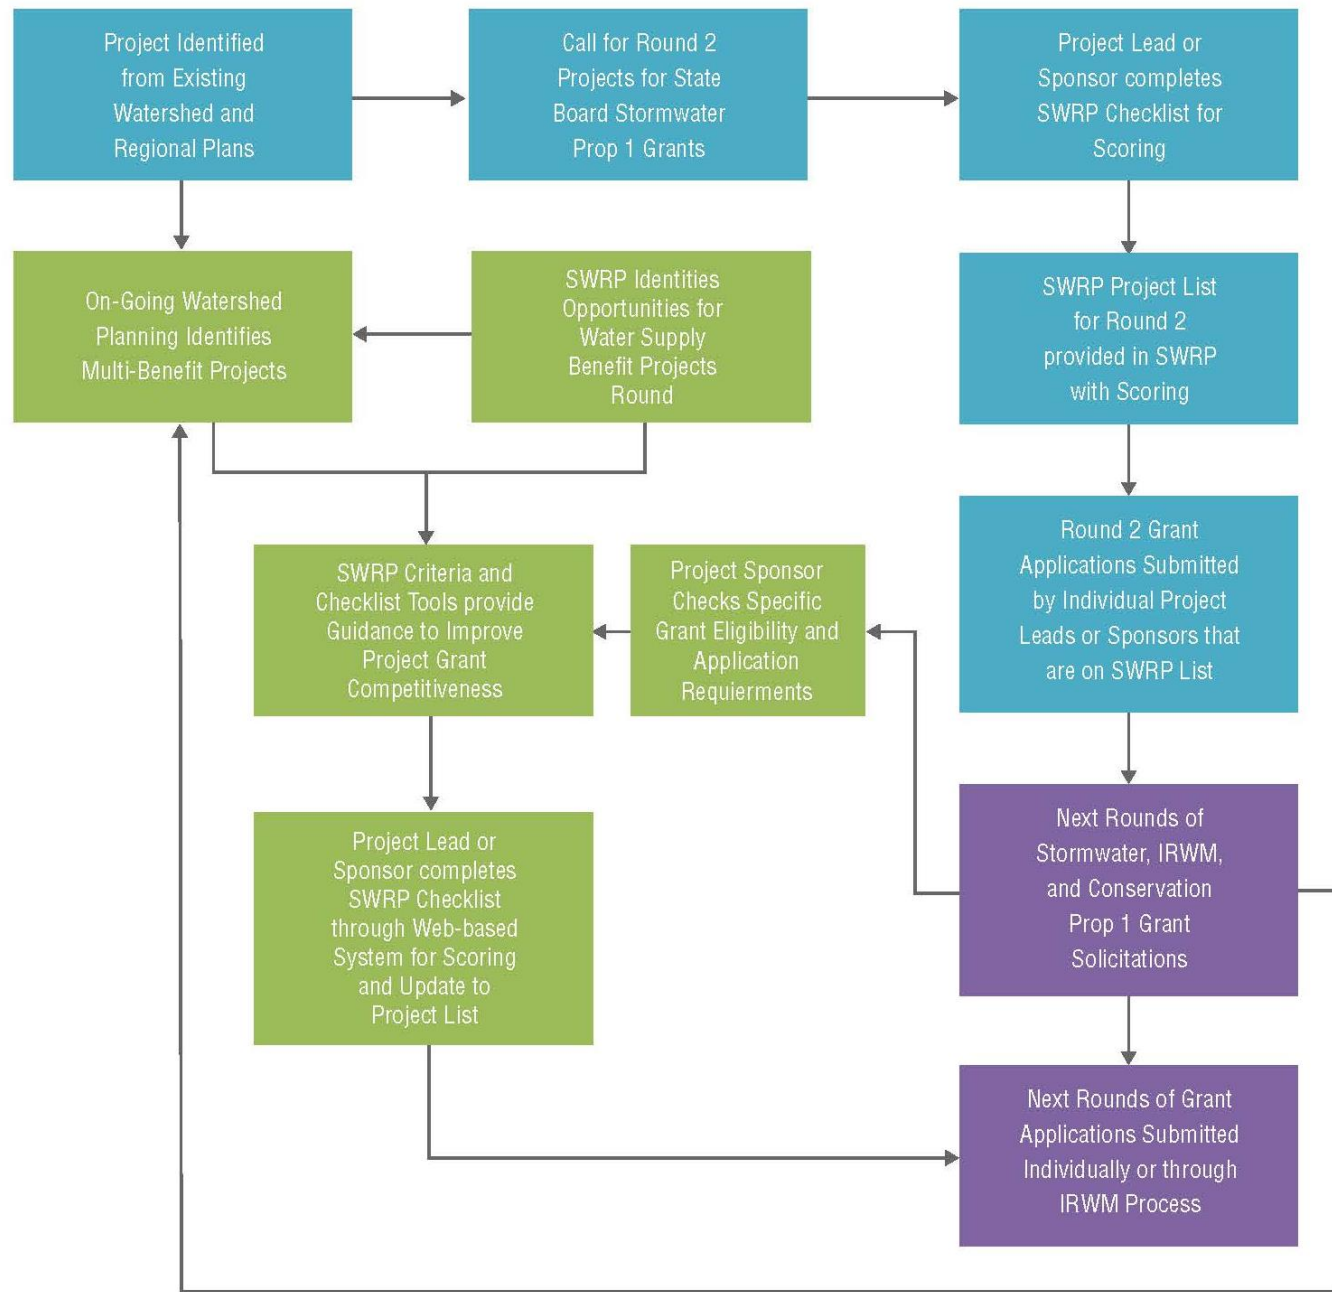 Project Identified
from Existing
Watershed and
Regional Plans
Call for Round 2
Projects for State
Board Stormwater
Prop 1 Grants
Project Lead or
Sponsor completes
SWRP Checklist for
Scoring
On-Going Watershed
Planning Identifies
Multi-Benefit Projects
SWRP Identities
Opportunities for
Water Supply
Benefit Projects
Round
SWRP Project List
for Round 2
provided in SWRP
with Scoring
SWRP Criteria and
Checklist Tools provide
Guidance to Improve
Project Grant
Competitiveness
Project Sponsor
Checks Specific
Grant Eligibility and
Application
Requierments
Round 2 Grant
Applications Submitted
by Individual Project
Leads or Sponsors that
are on SWRP List
Project Lead or
Sponsor completes
SWRP Checklist
through Web-based
System for Scoring
and Update to
Project List
Next Rounds of
Stormwater, IRWM,
and Conservation
Prop 1 Grant
Solicitations
Next Rounds of Grant
Applications Submitted
Individually or through
IRWM Process